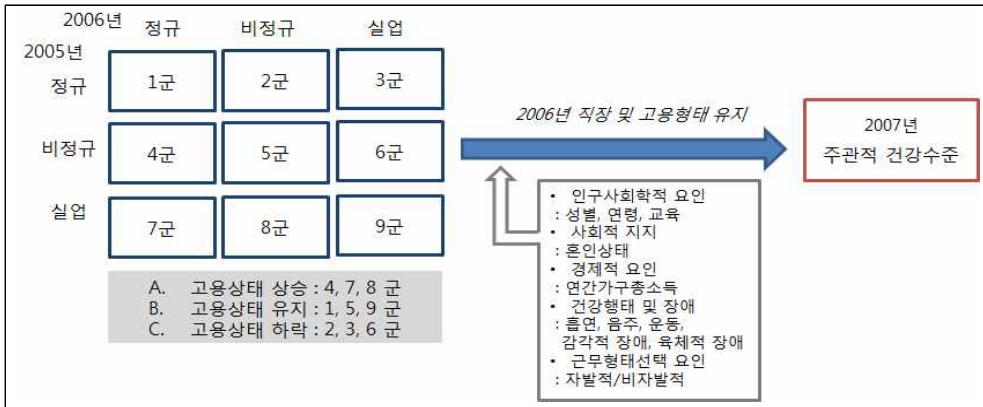 2006년 정규 비정규 실업
2005년
정규 1군 2군 3군
비정규 4군 5군 6군
실업 7군 8군 9군
A. 고용상태 상승 : 4, 7, 8 군
B. 고용상태 유지 : 1, 5, 9 군
C. 고용상태 하락 : 2, 3, 6 군
2006년 직장 및 고용형태 유지
• 인구사회학적 요인
: 성별, 연령, 교육
• 사회적 지지
: 혼인상태
• 경제적 요인
: 연간가구총소득
• 건강행태 및 장애
: 흡연, 음주, 운동,
감각적 장애, 육체적 장애
• 근무형태선택 요인
: 자발적/비자발적
2007년
주관적 건강수준